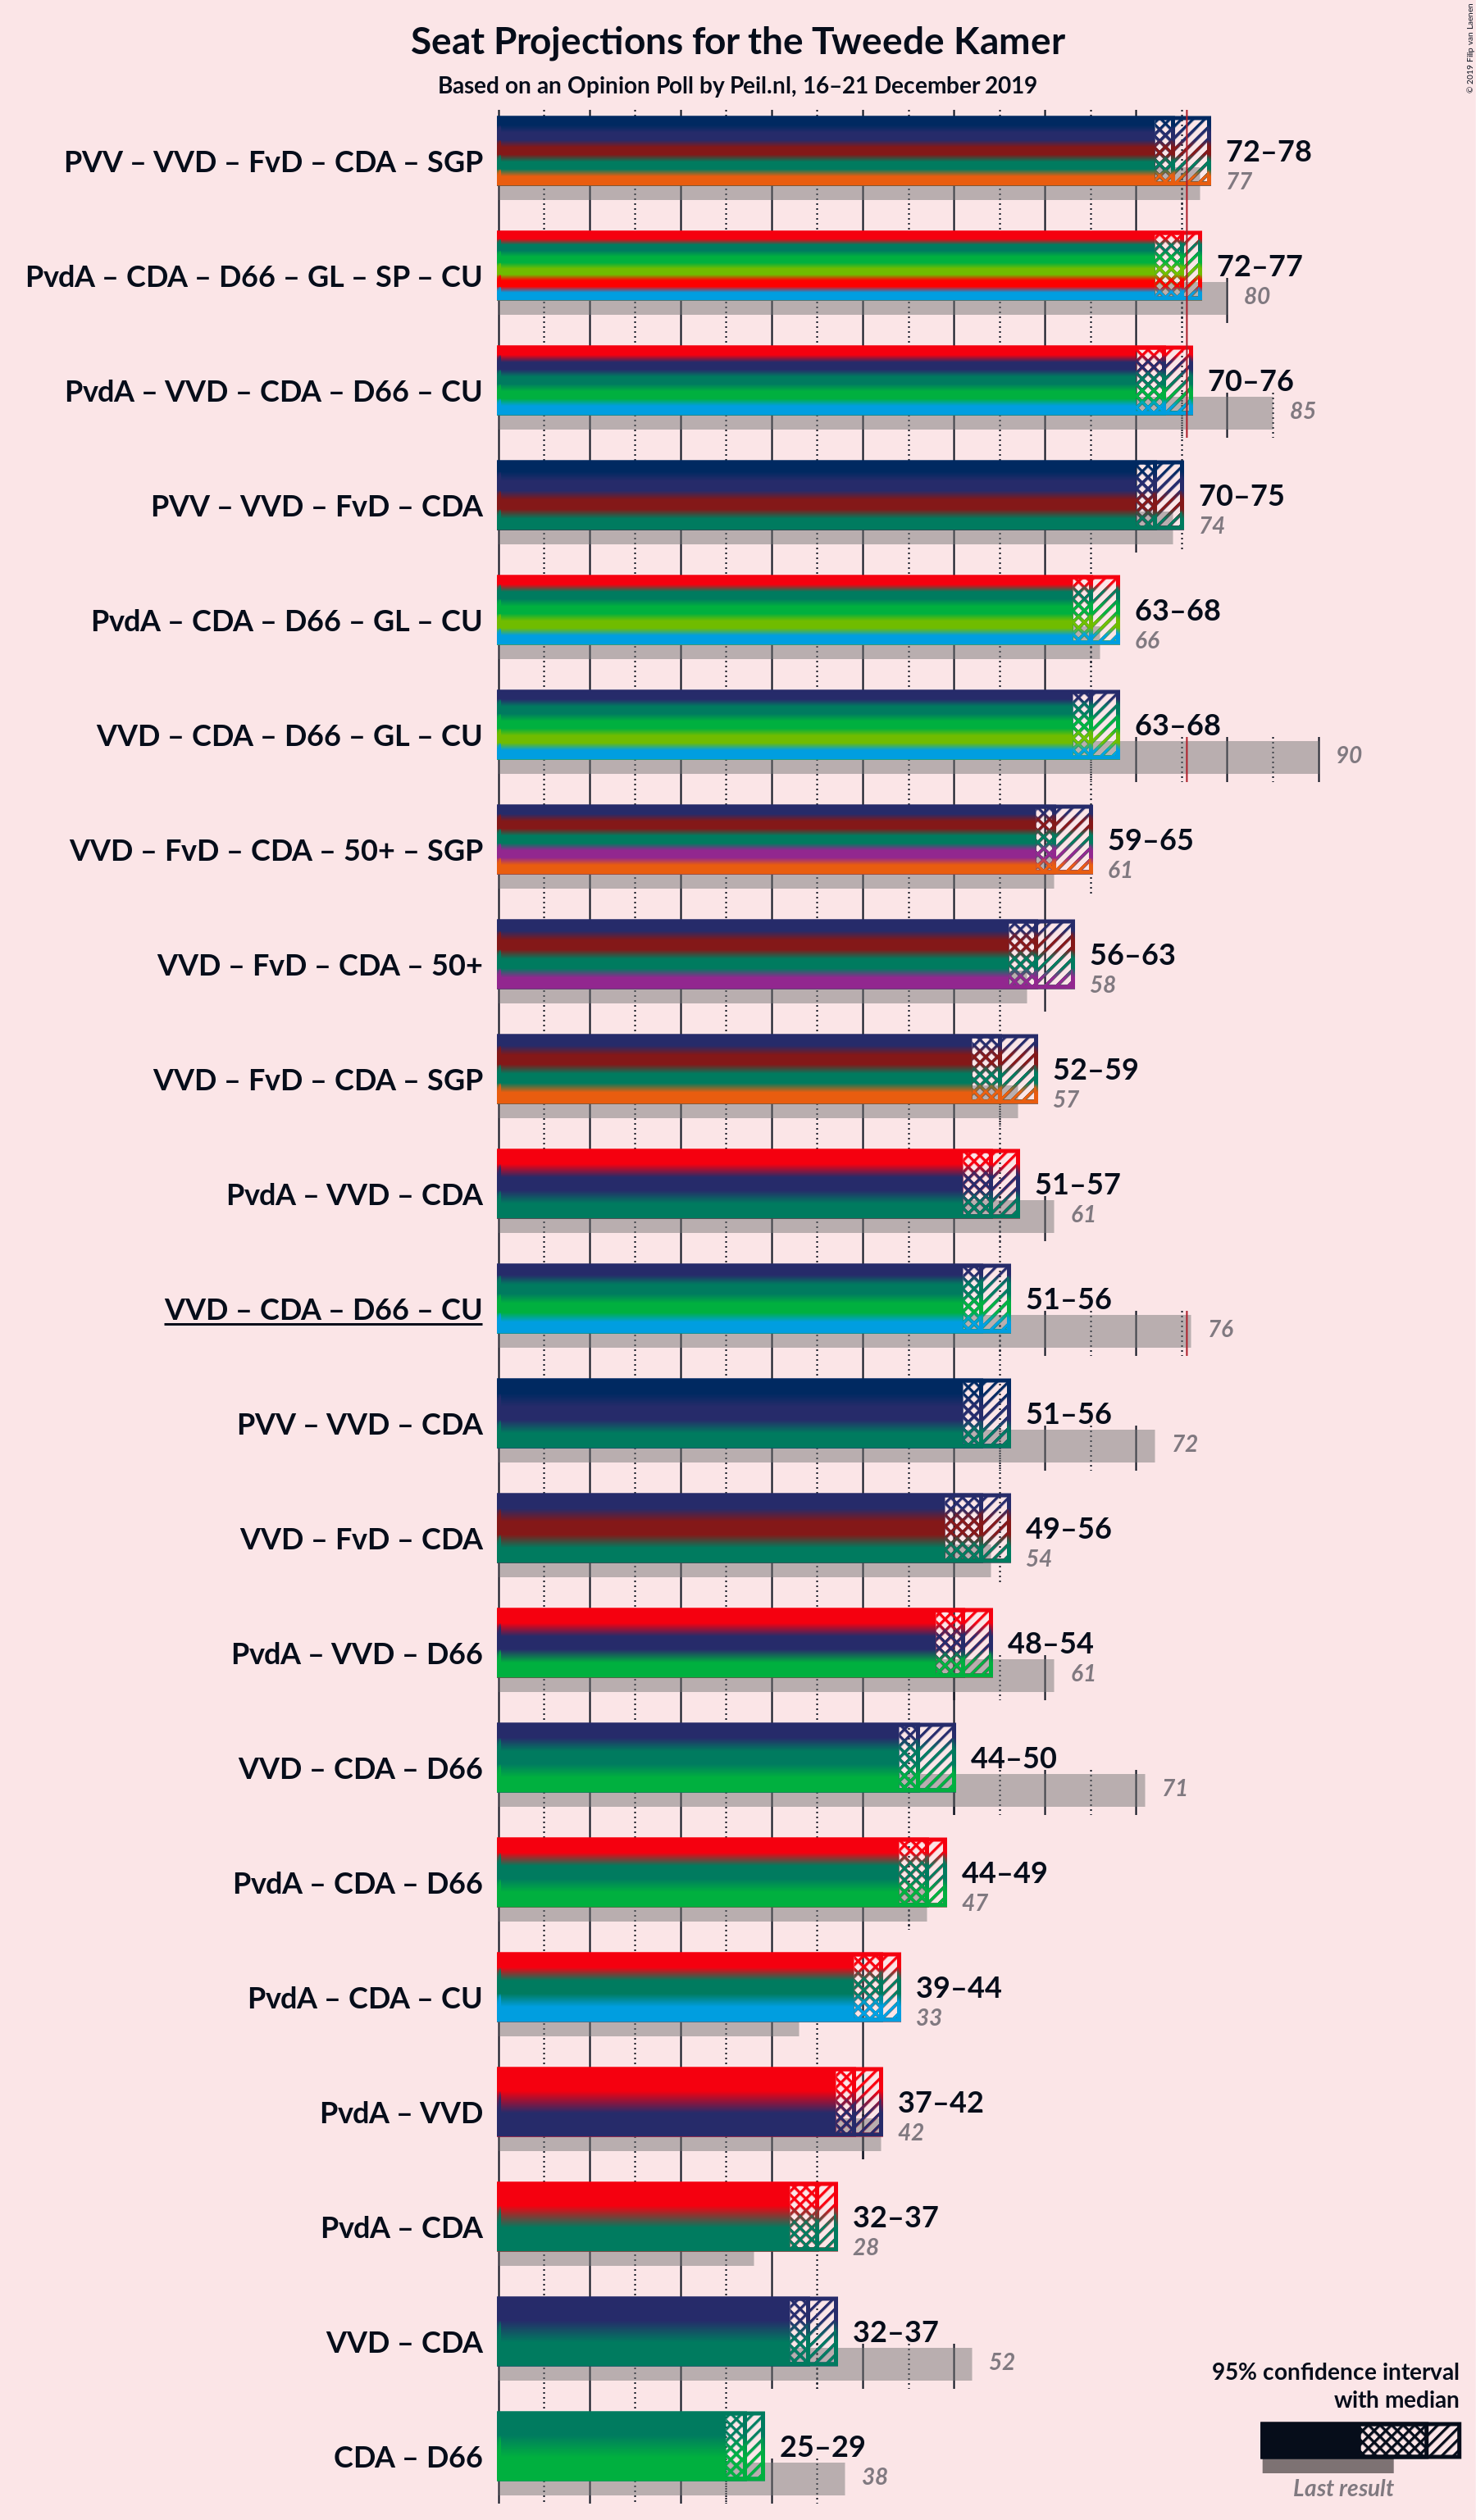 Seat Projections for the Tweede Kamer
Based on an Opinion Poll by Peil.nl, 16–21 December 2019
© 2019 Filip van Laenen
PVV – VVD – FvD – CDA – SGP
72–78
77
PvdA – CDA – D66 – GL – SP – CU
72–77
80
PvdA – VVD – CDA – D66 – CU
70–76
85
PVV – VVD – FvD – CDA
70–75
74
PvdA – CDA – D66 – GL – CU
63–68
66
VVD – CDA – D66 – GL – CU
63–68
90
VVD – FvD – CDA – 50+ – SGP
59–65
61
VVD – FvD – CDA – 50+
56–63
58
VVD – FvD – CDA – SGP
52–59
57
PvdA – VVD – CDA
51–57
61
VVD – CDA – D66 – CU
51–56
76
PVV – VVD – CDA
51–56
72
VVD – FvD – CDA
49–56
54
PvdA – VVD – D66
48–54
61
VVD – CDA – D66
44–50
71
PvdA – CDA – D66
44–49
47
PvdA – CDA – CU
39–44
33
PvdA – VVD
37–42
42
PvdA – CDA
32–37
28
VVD – CDA
32–37
52
CDA – D66
25–29
38
95% confidence interval
with median
Last result